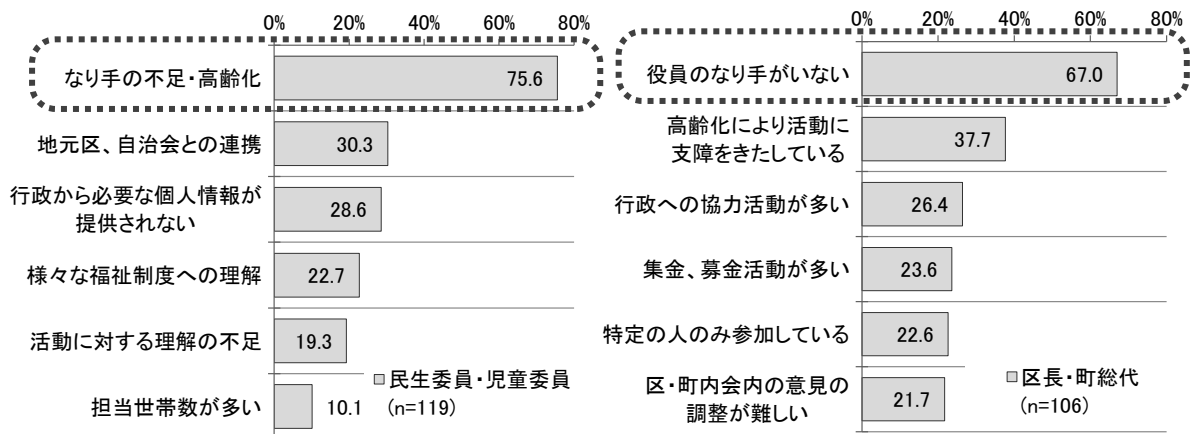 0% 20% 40% 60% 80%
なり手の不足・高齢化
75.6
地元区、自治会との連携
30.3
行政から必要な個人情報が
提供されない
28.6
様々な福祉制度への理解
22.7
活動に対する理解の不足
19.3
担当世帯数が多い
10.1
民生委員・児童委員
(n=119)
0% 20% 40% 60% 80%
役員のなり手がいない
67.0
高齢化により活動に
支障をきたしている
37.7
行政への協力活動が多い
26.4
集金、募金活動が多い
23.6
特定の人のみ参加している
22.6
区・町内会内の意見の
調整が難しい
21.7
区長・町総代
(n=106)